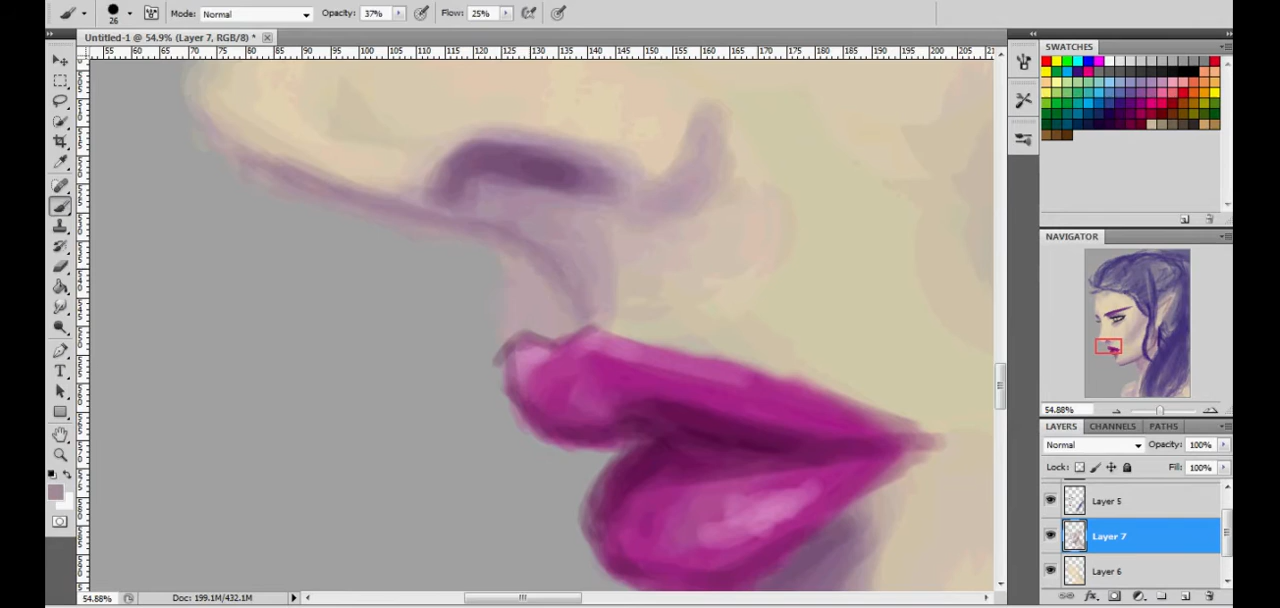 26 Mode: Normal Opacity: 37% Flow: 25%
Untitled-1 @ 54.9% (Layer 7, RGB/8) *
55 60 65 70 75 80 85 90 95 100 105 110 115 120 125 130 135 140 145 150 155 160 165 170 175 180 185 190 195 200 205
SWATCHES
NAVIGATOR
54.88%
LAYERS CHANNELS PATHS
Normal Opacity: 100%
Lock: Fill: 100%
Layer 5
Layer 7
Layer 6
T
54.88% Doc: 199.1M/432.1M
fx